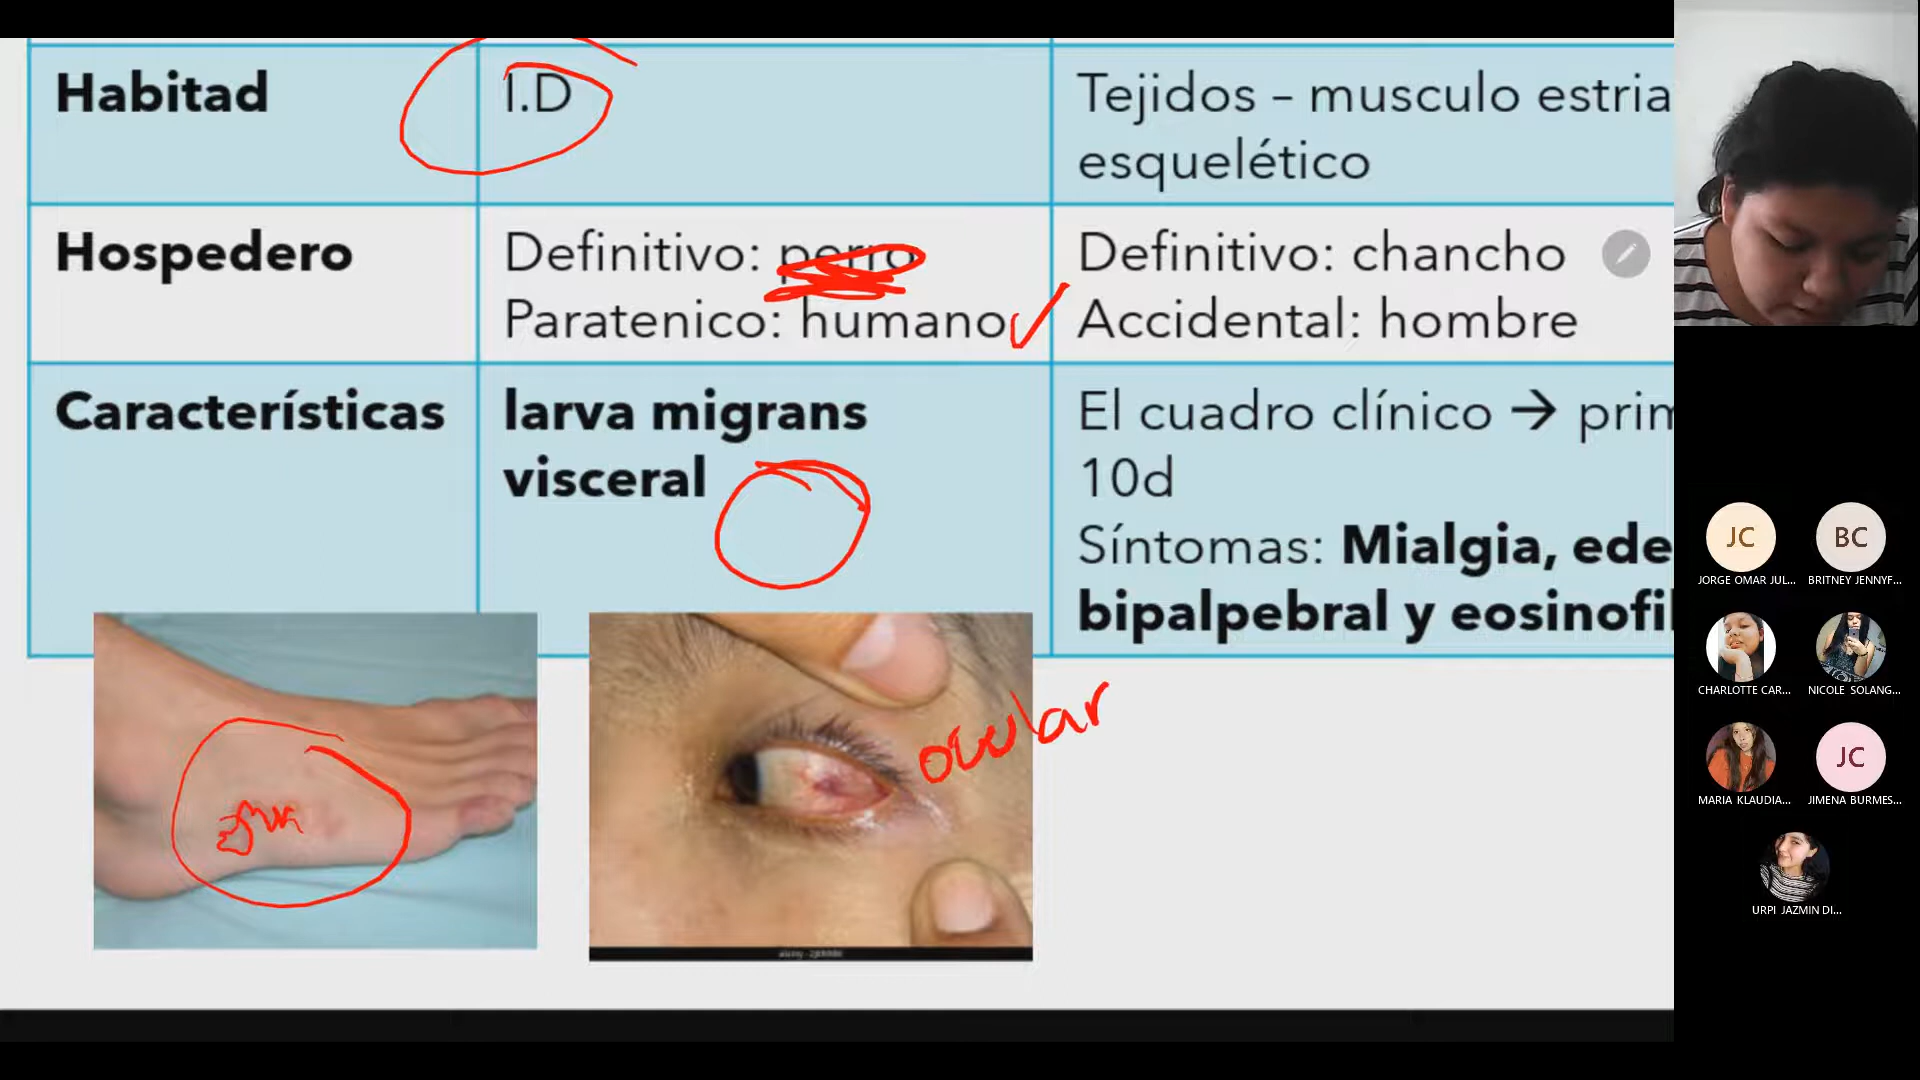 Habitad
I.D
Tejidos – musculo estria
esquelético
Hospedero
Definitivo: perro
Paratenico: humano
Definitivo: chancho
Accidental: hombre
Características
larva migrans
visceral
El cuadro clínico → prim
10d
Síntomas: Mialgia, ede
bipalpebral y eosinofil
ocular
JC
JORGE OMAR JUL...
BC
BRITNEY JENNYF...
CHARLOTTE CAR...
NICOLE SOLANG...
MARIA KLAUDIA...
JC
JIMENA BURMES...
URPI JAZMIN DI...